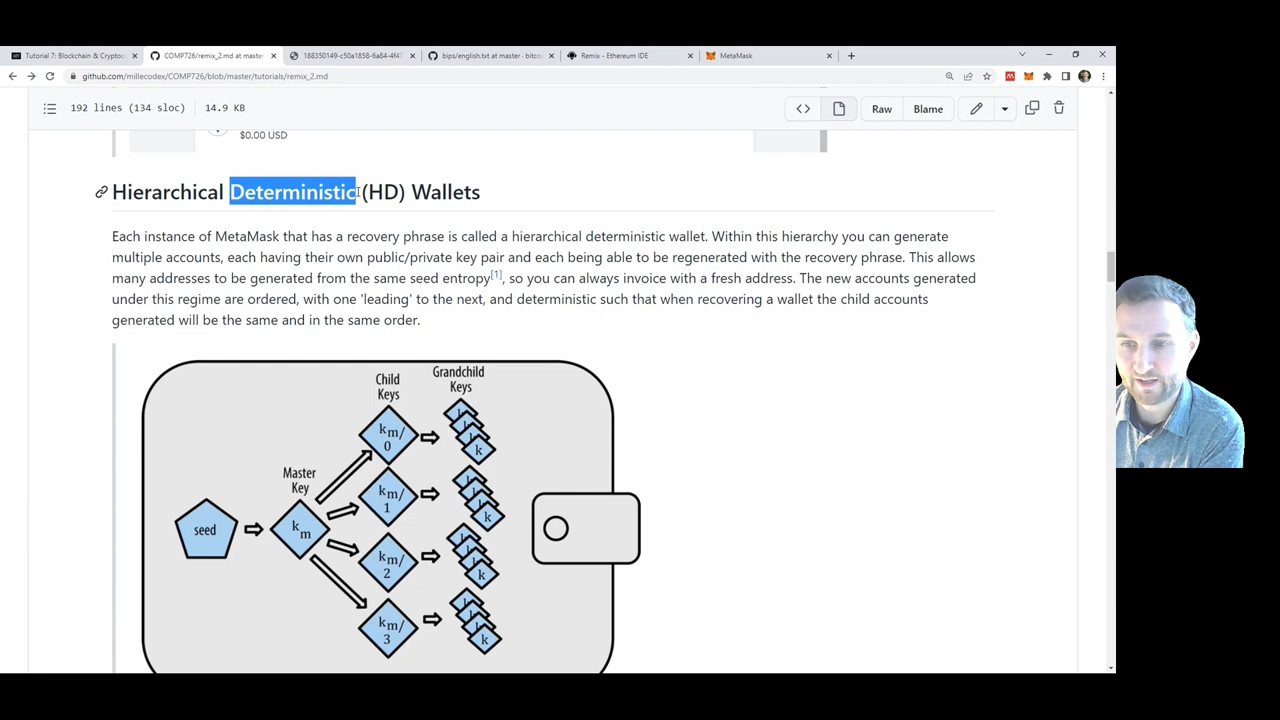 Tutorial 7: Blockchain & Cryptoc
COMP726/remix_2.md at master
188350149-c50a1858-6a84-4f47
bips/english.txt at master · bitco
Remix - Ethereum IDE
MetaMask
github.com/millecodex/COMP726/blob/master/tutorials/remix_2.md
192 lines (134 sloc) 14.9 KB
Raw
Blame
$0.00 USD
Hierarchical Deterministic (HD) Wallets
Each instance of MetaMask that has a recovery phrase is called a hierarchical deterministic wallet. Within this hierarchy you can generate
multiple accounts, each having their own public/private key pair and each being able to be regenerated with the recovery phrase. This allows
many addresses to be generated from the same seed entropy[1], so you can always invoice with a fresh address. The new accounts generated
under this regime are ordered, with one 'leading' to the next, and deterministic such that when recovering a wallet the child accounts
generated will be the same and in the same order.
Child
Keys
Grandchild
Keys
Master
Key
seed
k
m
k
m/
0
k
m/
1
k
m/
2
k
m/
3
k
k
k
k